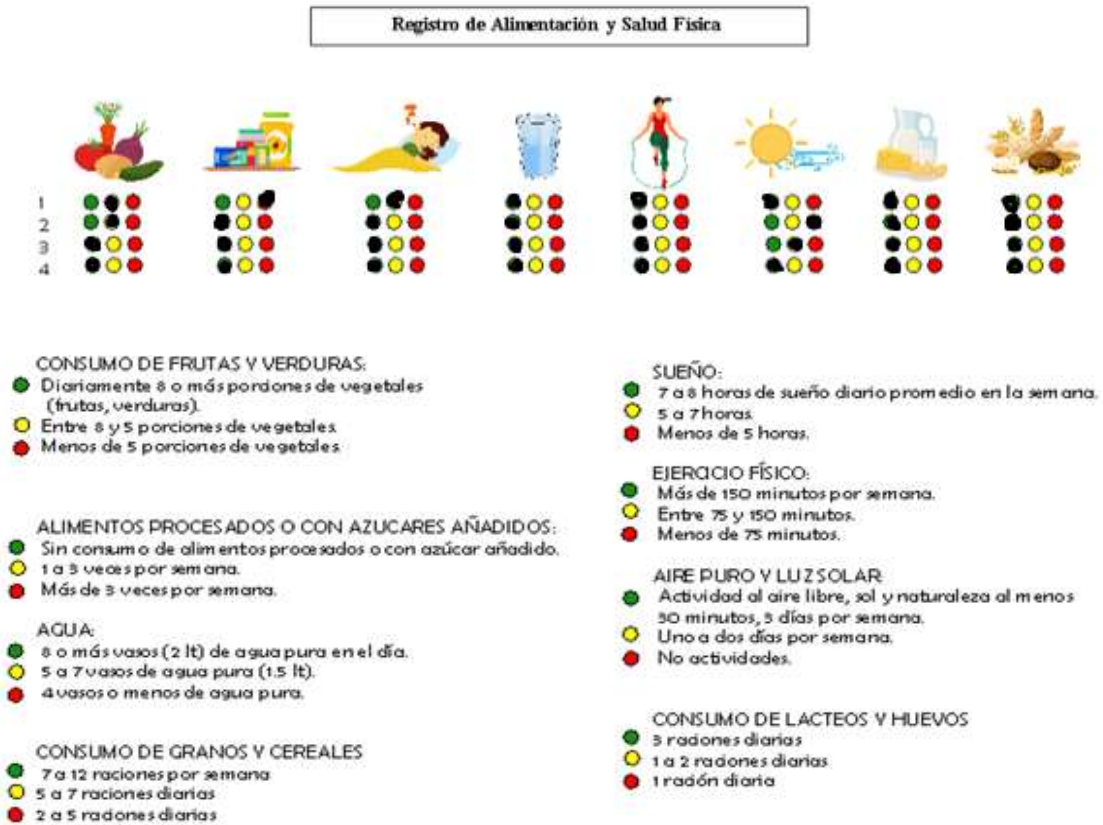 Registro de Alimentación y Salud Física
1
2
3
4
CONSUMO DE FRUTAS Y VERDURAS:
Diariamente 8 o más porciones de vegetales
(frutas, verduras).
Entre 8 y 5 porciones de vegetales.
Menos de 5 porciones de vegetales
ALIMENTOS PROCESADOS O CON AZUCARES AÑADIDOS:
Sin consumo de alimentos procesados o con azúcar añadido.
1 a 3 veces por semana.
Más de 3 veces por semana.
AGUA:
8 o más vasos (2 lt) de agua pura en el día.
5 a 7 vasos de agua pura (1.5 lt).
4 vasos o menos de agua pura.
CONSUMO DE GRANOS Y CEREALES
7 a 12 raciones por semana
5 a 7 raciones diarias
2 a 5 raciones diarias
SUEÑO:
7 a 8 horas de sueño diario promedio en la semana.
5 a 7 horas.
Menos de 5 horas.
EJERCICIO FÍSICO:
Más de 150 minutos por semana.
Entre 75 y 150 minutos.
Menos de 75 minutos.
AIRE PURO Y LUZ SOLAR
Actividad al aire libre, sol y naturaleza al menos
30 minutos, 3 días por semana.
Uno a dos días por semana.
No actividades.
CONSUMO DE LACTEOS Y HUEVOS
3 raciones diarias
1 a 2 raciones diarias
1 ración diaria